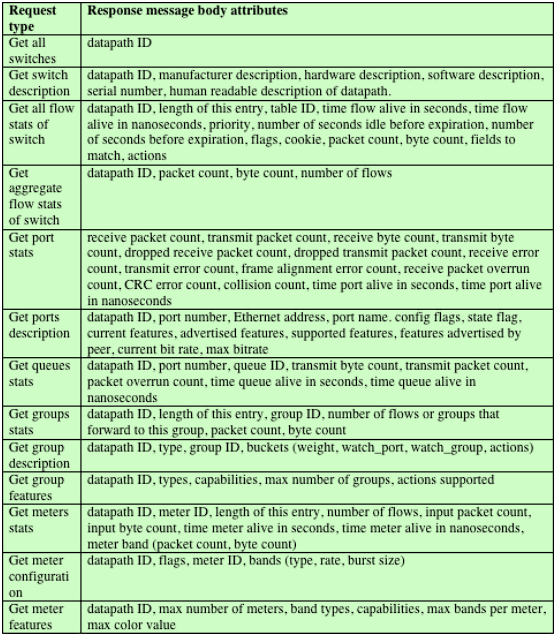 Request type
Response message body attributes
Get all switches
datapath ID
Get switch description
datapath ID, manufacturer description, hardware description, software description,
serial number, human readable description of datapath.
Get all flow stats of switch
datapath ID, length of this entry, table ID, time flow alive in seconds, time flow
alive in nanoseconds, priority, number of seconds idle before expiration, number
of seconds before expiration, flags, cookie, packet count, byte count, fields to
match, actions
Get aggregate flow stats of switch
datapath ID, packet count, byte count, number of flows
Get port stats
receive packet count, transmit packet count, receive byte count, transmit byte
count, dropped receive packet count, dropped transmit packet count, receive error
count, transmit error count, frame alignment error count, receive packet overrun
count, CRC error count, collision count, time port alive in seconds, time port alive
in nanoseconds
Get ports description
datapath ID, port number, Ethernet address, port name. config flags, state flag,
current features, advertised features, supported features, features advertised by
peer, current bit rate, max bitrate
Get queues stats
datapath ID, port number, queue ID, transmit byte count, transmit packet count,
packet overrun count, time queue alive in seconds, time queue alive in
nanoseconds
Get groups stats
datapath ID, length of this entry, group ID, number of flows or groups that
forward to this group, packet count, byte count
Get group description
datapath ID, type, group ID, buckets (weight, watch_port, watch_group, actions)
Get group features
datapath ID, types, capabilities, max number of groups, actions supported
Get meters stats
datapath ID, meter ID, length of this entry, number of flows, input packet count,
input byte count, time meter alive in seconds, time meter alive in nanoseconds,
meter band (packet count, byte count)
Get meter configurati on
datapath ID, flags, meter ID, bands (type, rate, burst size)
Get meter features
datapath ID, max number of meters, band types, capabilities, max bands per meter,
max color value